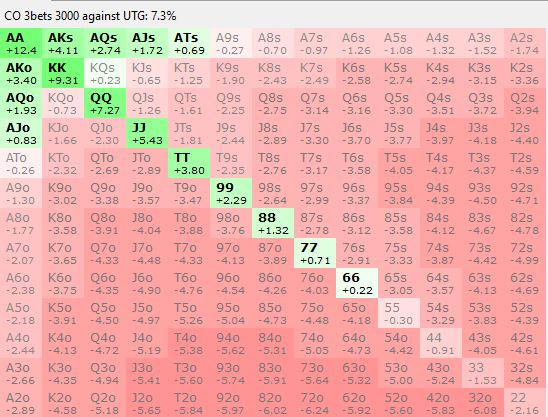 CO 3bets 3000 against UTG: 7.3%
AA AKs AQs AJs ATs A9s A8s A7s A6s A5s A4s A3s A2s
+12.4 +4.11 +2.74 +1.72 +0.69 -0.27 -0.70 -0.97 -1.26 -1.08 -1.32 -1.52 -1.74
AKo KK KQs KJs KTs K9s K8s K7s K6s K5s K4s K3s K2s
+3.40 +9.31 +0.23 -0.65 -1.25 -1.90 -2.43 -2.49 -2.58 -2.74 -2.94 -3.15 -3.36
AQo KQo QQ QJs QTs Q9s Q8s Q7s Q6s Q5s Q4s Q3s Q2s
+1.93 -0.73 +7.27 -1.26 -1.61 -2.25 -2.75 -3.14 -3.16 -3.30 -3.51 -3.72 -3.94
AJo KJo QJo JJ JTs J9s J8s J7s J6s J5s J4s J3s J2s
+0.83 -1.66 -2.30 +5.43 -1.81 -2.44 -2.89 -3.30 -3.70 -3.77 -3.97 -4.18 -4.40
ATo KTo QTo JTo TT T9s T8s T7s T6s T5s T4s T3s T2s
-0.26 -2.32 -2.69 -2.89 +3.80 -2.35 -2.76 -3.17 -3.58 -4.05 -4.17 -4.37 -4.59
A9o K9o Q9o J9o T9o 99 98s 97s 96s 95s 94s 93s 92s
-1.30 -3.02 -3.38 -3.57 -3.47 +2.29 -2.64 -2.99 -3.37 -3.84 -4.39 -4.50 -4.71
A8o K8o Q8o J8o T8o 98o 88 87s 86s 85s 84s 83s 82s
-1.77 -3.58 -3.91 -4.04 -3.88 -3.76 +1.32 -2.78 -3.12 -3.58 -4.12 -4.67 -4.78
A7o K7o Q7o J7o T7o 97o 87o 77 76s 75s 74s 73s 72s
-2.07 -3.65 -4.33 -4.48 -4.33 -4.13 -3.89 +0.71 -2.91 -3.33 -3.87 -4.42 -4.99
A6o K6o Q6o J6o T6o 96o 86o 76o 66 65s 64s 63s 62s
-2.38 -3.75 -4.35 -4.90 -4.76 -4.54 -4.26 -4.03 +0.22 -3.05 -3.57 -4.13 -4.69
A5o K5o Q5o J5o T5o 95o 85o 75o 65o 55 54s 53s 52s
-2.18 -3.91 -4.50 -4.97 -5.26 -5.04 -4.73 -4.48 -4.18 -0.30 -3.29 -3.83 -4.39
A4o K4o Q4o J4o T4o 94o 84o 74o 64o 54o 44 43s 42s
-2.44 -4.13 -4.72 -5.19 -5.38 -5.62 -5.31 -5.05 -4.73 -4.42 -0.91 -4.05 -4.61
A3o K3o Q3o J3o T3o 93o 83o 73o 63o 53o 43o 33 32s
-2.66 -4.35 -4.94 -5.41 -5.60 -5.74 -5.91 -5.64 -5.32 -5.00 -5.24 -1.53 -4.84
A2o K2o Q2o J2o T2o 92o 82o 72o 62o 52o 42o 32o 22
-2.89 -4.58 -5.18 -5.65 -5.84 -5.97 -6.02 -6.24 -5.92 -5.60 -5.83 -6.08 -2.16